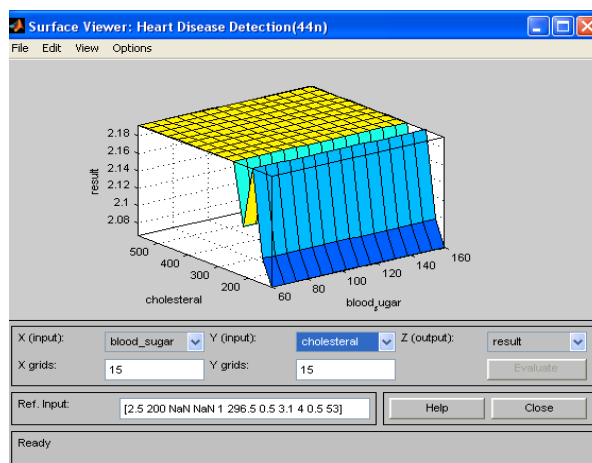 Surface Viewer: Heart Disease Detection(44n)
File Edit View Options
2.18
2.16
2.14
2.12
2.1
2.08
result
500
400
300
200
cholesteral
60
80
100
120
140
160
blood_sugar
X (input): blood_sugar Y (input): cholesteral Z (output): result
X grids: 15 Y grids: 15 Evaluate
Ref. Input: [2.5 200 NaN NaN 1 296.5 0.5 3.1 4 0.5 53] Help Close
Ready